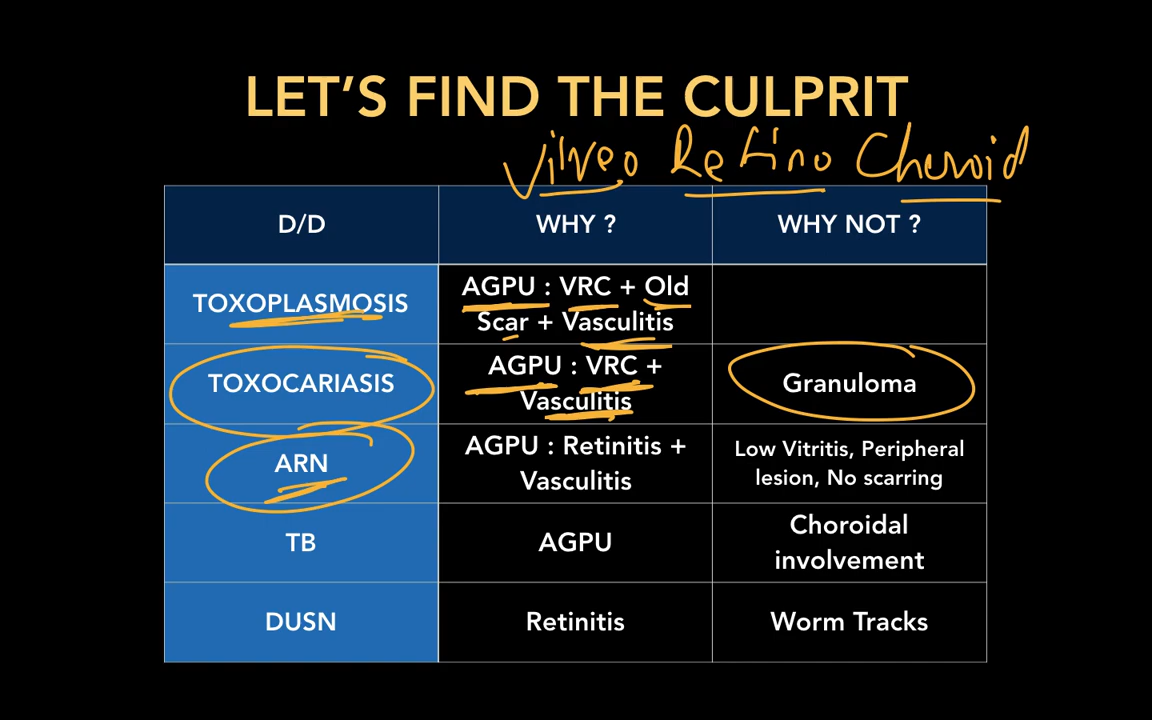 LET'S FIND THE CULPRIT
Vitreo Retino Choroid
D/D
WHY ?
WHY NOT ?
TOXOPLASMOSIS
AGPU : VRC + Old
Scar + Vasculitis
TOXOCARIASIS
AGPU : VRC +
Vasculitis
Granuloma
ARN
AGPU : Retinitis +
Vasculitis
Low Vitritis, Peripheral
lesion, No scarring
TB
AGPU
Choroidal
involvement
DUSN
Retinitis
Worm Tracks